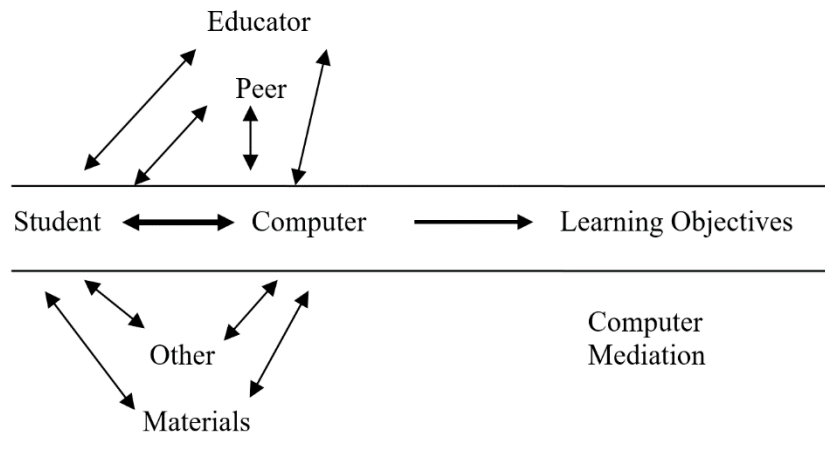 Educator
Peer
Student Computer Learning Objectives
Computer
Mediation
Other
Materials